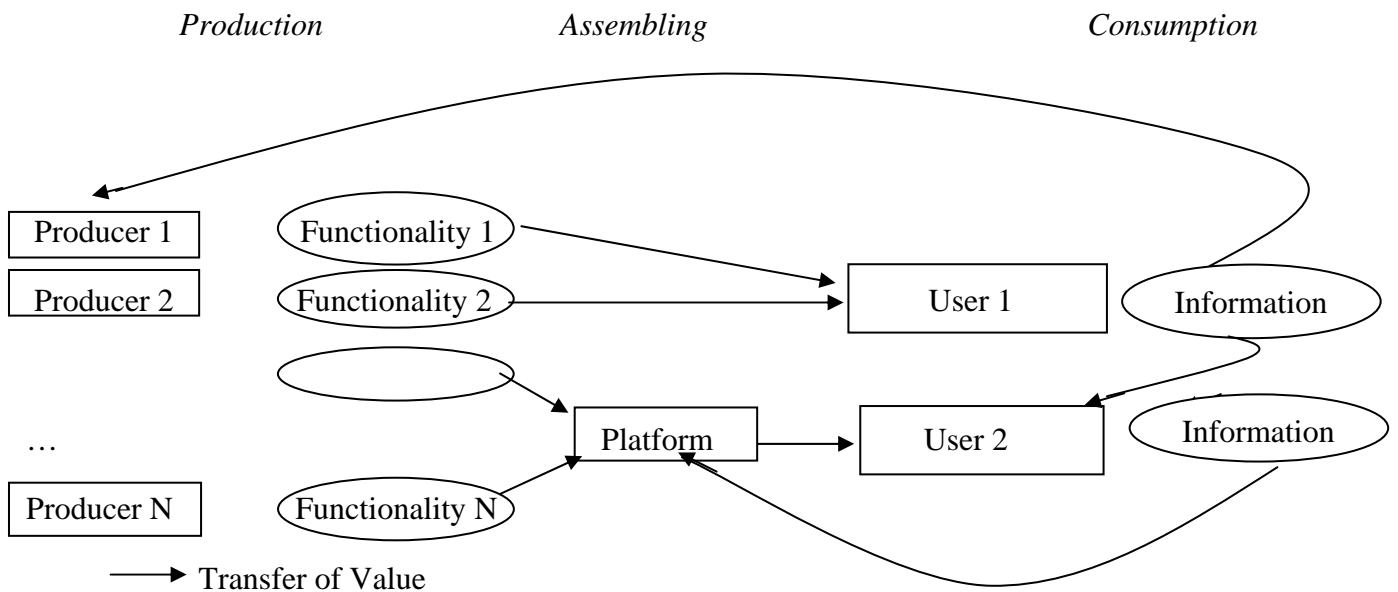 Production Assembling Consumption
Producer 1 Functionality 1
Producer 2 Functionality 2 User 1 Information
… Platform User 2 Information
Producer N Functionality N
Transfer of Value